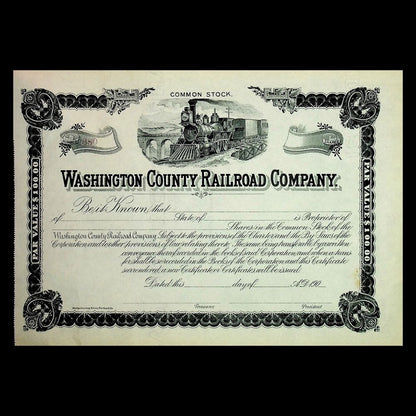 COMMON STOCK.
WASHINGTON COUNTY RAILROAD COMPANY.
Be it Known, that
of State of is Proprietor of
Shares in the Common Stock of the
Washington County Railroad Company. Subject to the provisions of the Charter and the By-Laws of the
Corporation and to other provisions of law relating thereto. The same being transferable by a written
conveyance thereof recorded in the books of said Corporation, and when a trans-
fer shall be recorded in the Books of the Corporation and this Certificate
surrendered a new Certificate or Certificates will be issued.
Dated this day of A.D. 190
Treasurer. President.
PAR VALUE $100.00
PAR VALUE $100.00